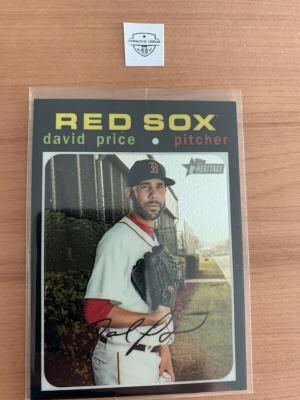 RED SOX
david price • pitcher
Topps
HERITAGE
B